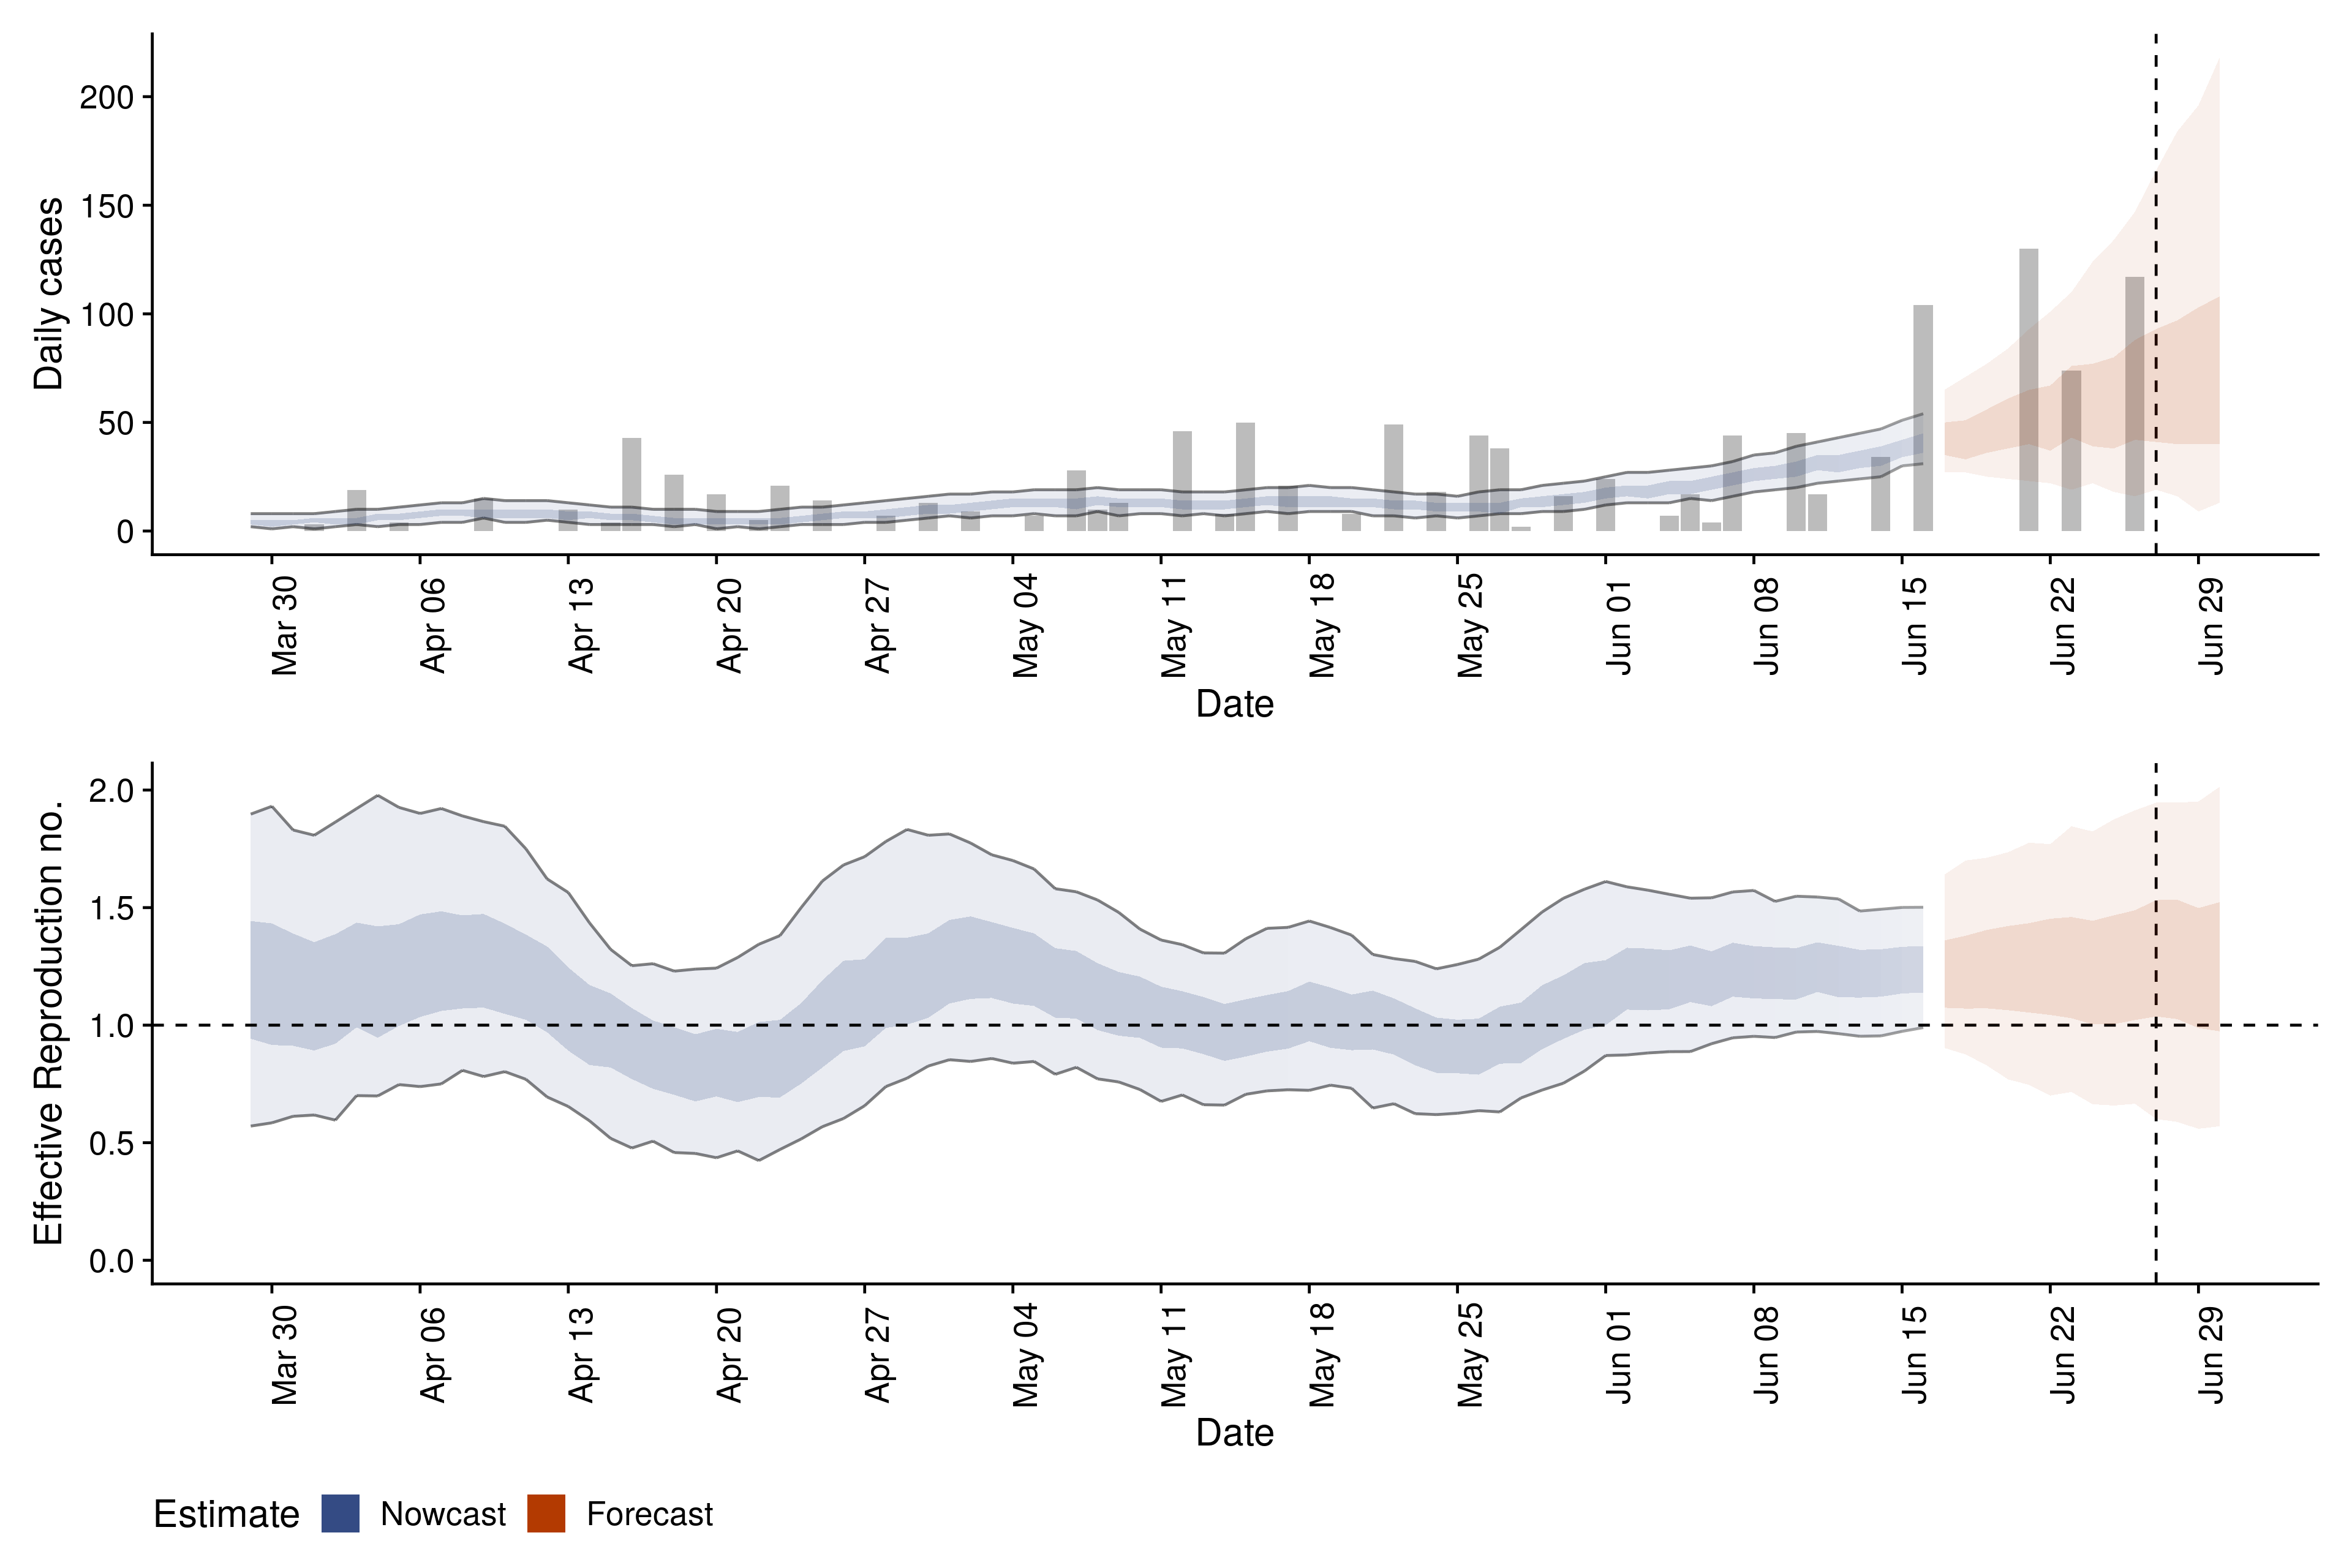 Daily cases
200
150
100
50
0
Mar 30 Apr 06 Apr 13 Apr 20 Apr 27 May 04 May 11 May 18 May 25 Jun 01 Jun 08 Jun 15 Jun 22 Jun 29
Date
Effective Reproduction no.
2.0
1.5
1.0
0.5
0.0
Mar 30 Apr 06 Apr 13 Apr 20 Apr 27 May 04 May 11 May 18 May 25 Jun 01 Jun 08 Jun 15 Jun 22 Jun 29
Date
Estimate Nowcast Forecast